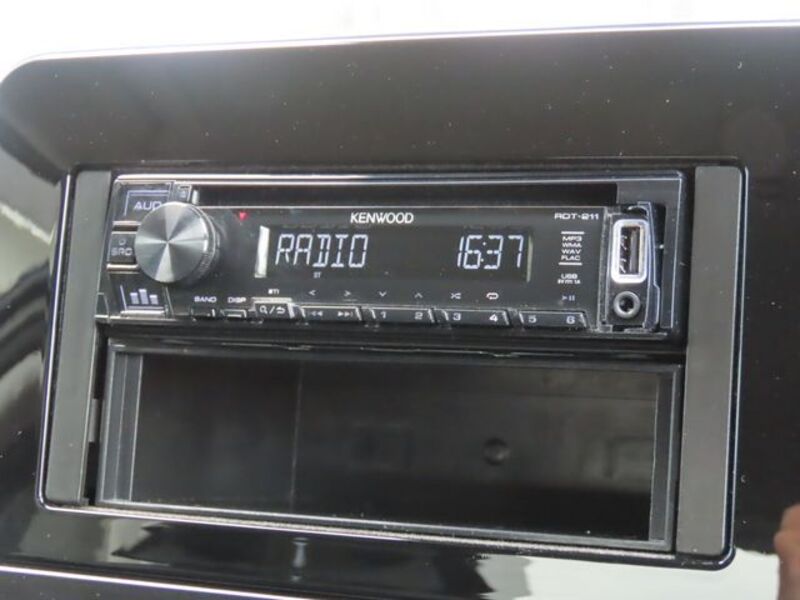 AUD
KENWOOD
RDT-211
SRC
RADIO 16:37
BT
MP3
WMA
WAV
FLAC
USB
BAND DISP
1 2 3 4 5 6